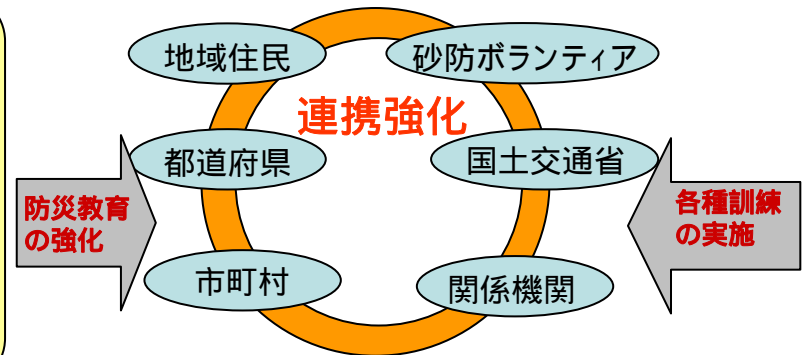 地域住民
砂防ボランティア
連携強化
都道府県
国土交通省
防災教育
の強化
各種訓練
の実施
市町村
関係機関